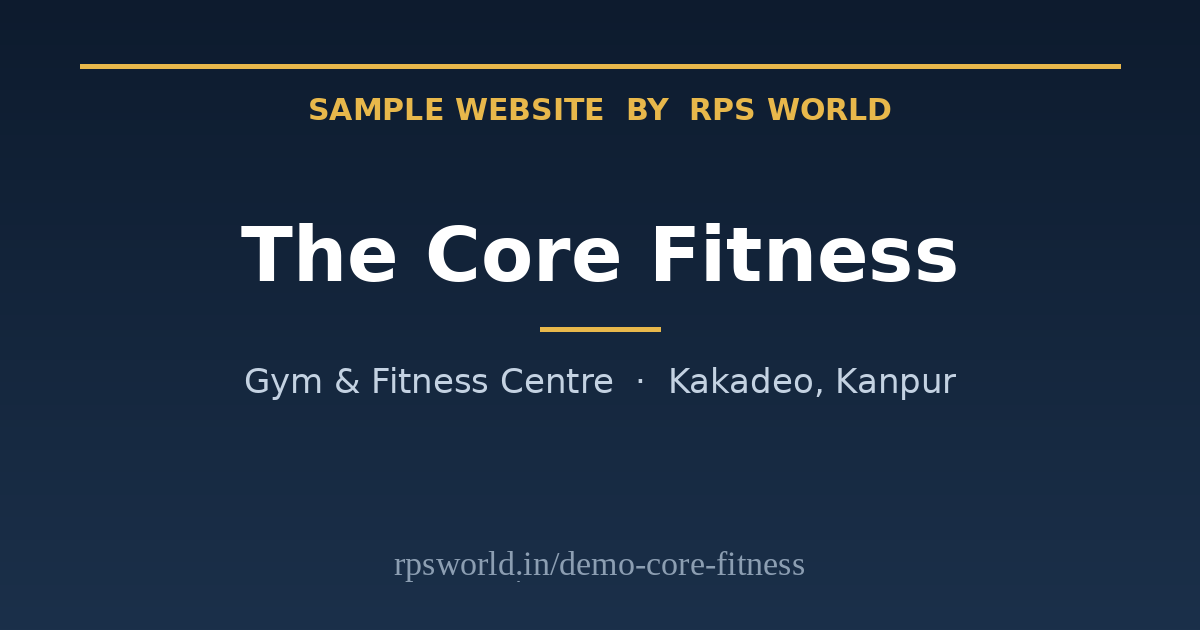 SAMPLE WEBSITE BY RPS WORLD
The Core Fitness
Gym & Fitness Centre · Kakadeo, Kanpur
rpsworld.in/demo-core-fitness